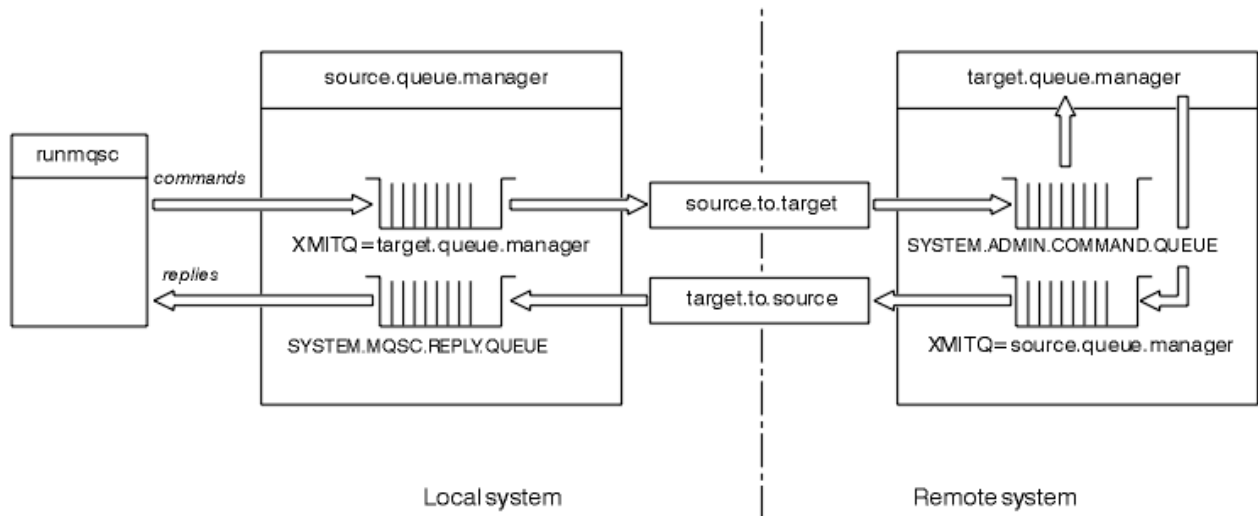 source.queue.manager
target.queue.manager
runmqsc
commands
source.to.target
XMITQ=target.queue.manager
SYSTEM.ADMIN.COMMAND.QUEUE
replies
target.to.source
SYSTEM.MQSC.REPLY.QUEUE
XMITQ=source.queue.manager
Local system
Remote system